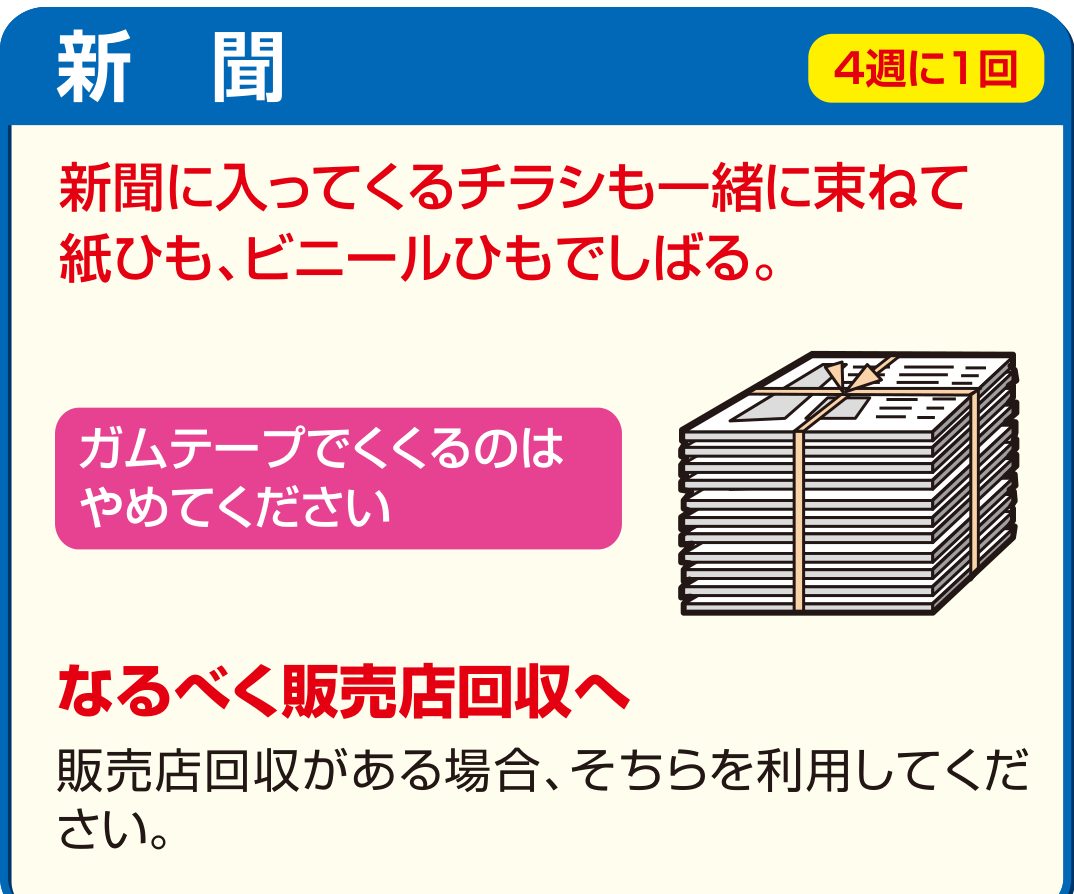 新　聞
4週に1回
新聞に入ってくるチラシも一緒に束ねて
紙ひも、ビニールひもでしばる。
ガムテープでくくるのは
やめてください
なるべく販売店回収へ
販売店回収がある場合、そちらを利用してくだ
さい。